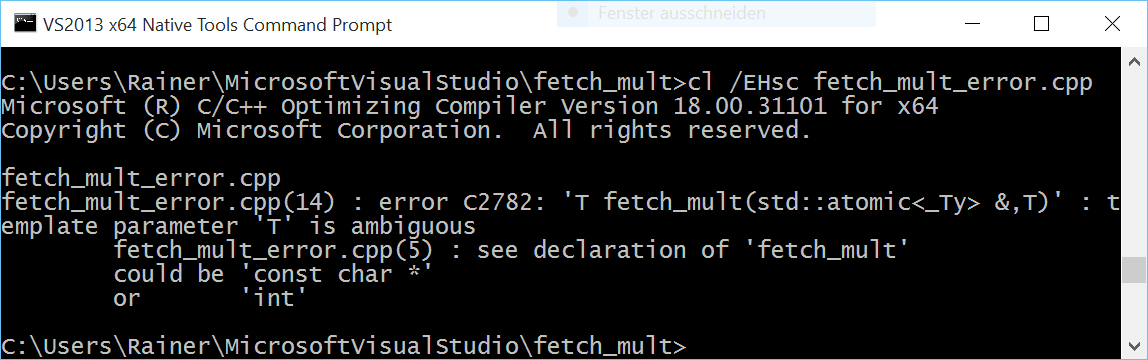 VS2013 x64 Native Tools Command Prompt
Fenster ausschneiden
C:\Users\Rainer\MicrosoftVisualStudio\fetch_mult>cl /EHsc fetch_mult_error.cpp
Microsoft (R) C/C++ Optimizing Compiler Version 18.00.31101 for x64
Copyright (C) Microsoft Corporation.  All rights reserved.
fetch_mult_error.cpp
fetch_mult_error.cpp(14) : error C2782: 'T fetch_mult(std::atomic<_Ty> &,T)' : t
emplate parameter 'T' is ambiguous
        fetch_mult_error.cpp(5) : see declaration of 'fetch_mult'
        could be 'const char *'
        or       'int'
C:\Users\Rainer\MicrosoftVisualStudio\fetch_mult>